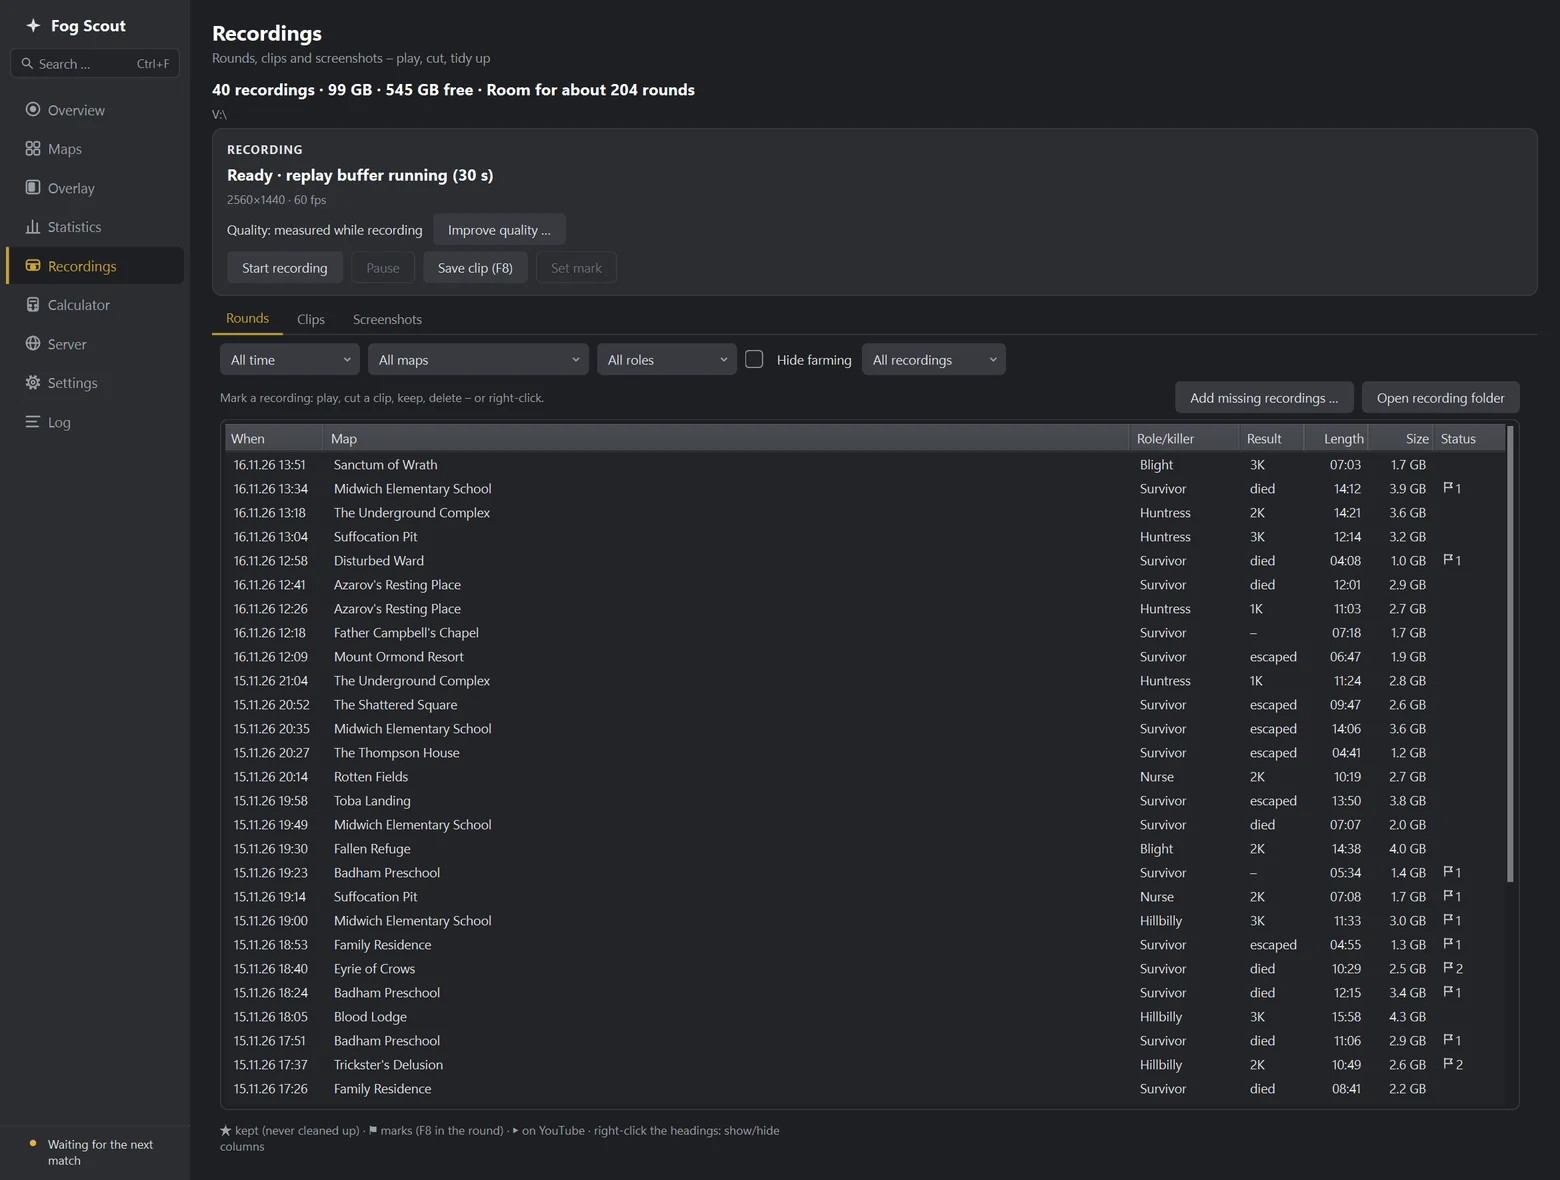 Fog Scout
Search ... Ctrl+F
Overview
Maps
Overlay
Statistics
Recordings
Calculator
Server
Settings
Log
Waiting for the next
match
Recordings
Rounds, clips and screenshots – play, cut, tidy up
40 recordings · 99 GB · 545 GB free · Room for about 204 rounds
V:\
RECORDING
Ready · replay buffer running (30 s)
2560×1440 · 60 fps
Quality: measured while recording Improve quality ...
Start recording Pause Save clip (F8) Set mark
Rounds Clips Screenshots
All time All maps All roles Hide farming All recordings
Mark a recording: play, cut a clip, keep, delete – or right-click. Add missing recordings ... Open recording folder
When Map Role/killer Result Length Size Status
16.11.26 13:51 Sanctum of Wrath Blight 3K 07:03 1.7 GB
16.11.26 13:34 Midwich Elementary School Survivor died 14:12 3.9 GB 1
16.11.26 13:18 The Underground Complex Huntress 2K 14:21 3.6 GB
16.11.26 13:04 Suffocation Pit Huntress 3K 12:14 3.2 GB
16.11.26 12:58 Disturbed Ward Survivor died 04:08 1.0 GB 1
16.11.26 12:41 Azarov's Resting Place Survivor died 12:01 2.9 GB
16.11.26 12:26 Azarov's Resting Place Huntress 1K 11:03 2.7 GB
16.11.26 12:18 Father Campbell's Chapel Survivor – 07:18 1.7 GB
16.11.26 12:09 Mount Ormond Resort Survivor escaped 06:47 1.9 GB
15.11.26 21:04 The Underground Complex Huntress 1K 11:24 2.8 GB
15.11.26 20:52 The Shattered Square Survivor escaped 09:47 2.6 GB
15.11.26 20:35 Midwich Elementary School Survivor escaped 14:06 3.6 GB
15.11.26 20:27 The Thompson House Survivor escaped 04:41 1.2 GB
15.11.26 20:14 Rotten Fields Nurse 2K 10:19 2.7 GB
15.11.26 19:58 Toba Landing Survivor escaped 13:50 3.8 GB
15.11.26 19:49 Midwich Elementary School Survivor died 07:07 2.0 GB
15.11.26 19:30 Fallen Refuge Blight 2K 14:38 4.0 GB
15.11.26 19:23 Badham Preschool Survivor – 05:34 1.4 GB 1
15.11.26 19:14 Suffocation Pit Nurse 2K 07:08 1.7 GB 1
15.11.26 19:00 Midwich Elementary School Hillbilly 3K 11:33 3.0 GB 1
15.11.26 18:53 Family Residence Survivor escaped 04:55 1.3 GB 1
15.11.26 18:40 Eyrie of Crows Survivor died 10:29 2.5 GB 2
15.11.26 18:24 Badham Preschool Survivor died 12:15 3.4 GB 1
15.11.26 18:05 Blood Lodge Hillbilly 3K 15:58 4.3 GB
15.11.26 17:51 Badham Preschool Survivor died 11:06 2.9 GB 1
15.11.26 17:37 Trickster's Delusion Hillbilly 2K 10:49 2.6 GB 2
15.11.26 17:26 Family Residence Survivor died 08:41 2.2 GB
★ kept (never cleaned up) · ⚑ marks (F8 in the round) · ▸ on YouTube · right-click the headings: show/hide
columns